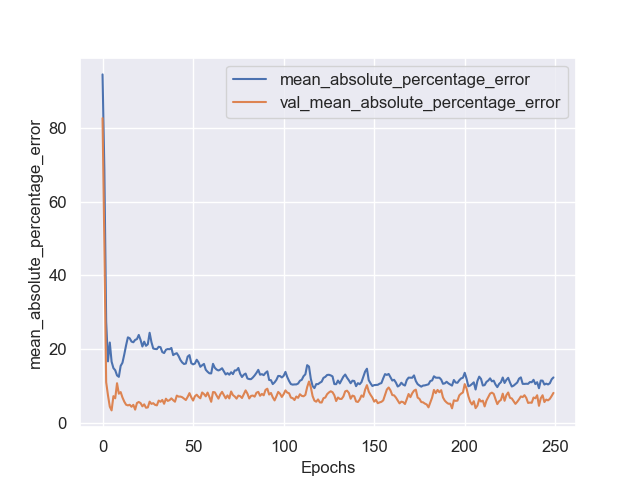 mean_absolute_percentage_error
val_mean_absolute_percentage_error
mean_absolute_percentage_error
80
60
40
20
0
0 50 100 150 200 250
Epochs